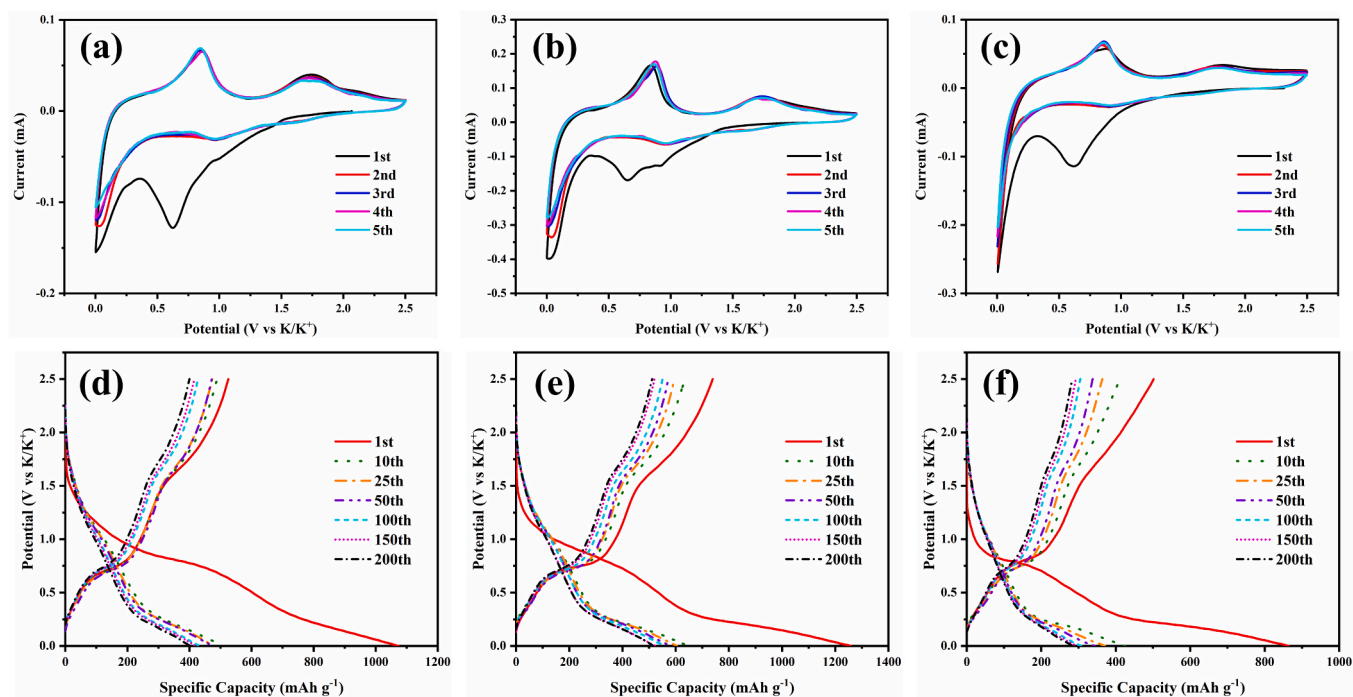 (a)
0.1
0.0
-0.1
-0.2
Current (mA)
1st
2nd
3rd
4th
5th
0.0 0.5 1.0 1.5 2.0 2.5
Potential (V vs K/K⁺)
(b)
0.3
0.2
0.1
0.0
-0.1
-0.2
-0.3
-0.4
-0.5
Current (mA)
1st
2nd
3rd
4th
5th
0.0 0.5 1.0 1.5 2.0 2.5
Potential (V vs K/K⁺)
(c)
0.1
0.0
-0.1
-0.2
-0.3
Current (mA)
1st
2nd
3rd
4th
5th
0.0 0.5 1.0 1.5 2.0 2.5
Potential (V vs K/K⁺)
(d)
2.5
2.0
1.5
1.0
0.5
0.0
Potential (V vs K/K⁺)
1st
10th
25th
50th
100th
150th
200th
0 200 400 600 800 1000 1200
Specific Capacity (mAh g⁻¹)
(e)
2.5
2.0
1.5
1.0
0.5
0.0
Potential (V vs K/K⁺)
1st
10th
25th
50th
100th
150th
200th
0 200 400 600 800 1000 1200 1400
Specific Capacity (mAh g⁻¹)
(f)
2.5
2.0
1.5
1.0
0.5
0.0
Potential (V vs K/K⁺)
1st
10th
25th
50th
100th
150th
200th
0 200 400 600 800 1000
Specific Capacity (mAh g⁻¹)